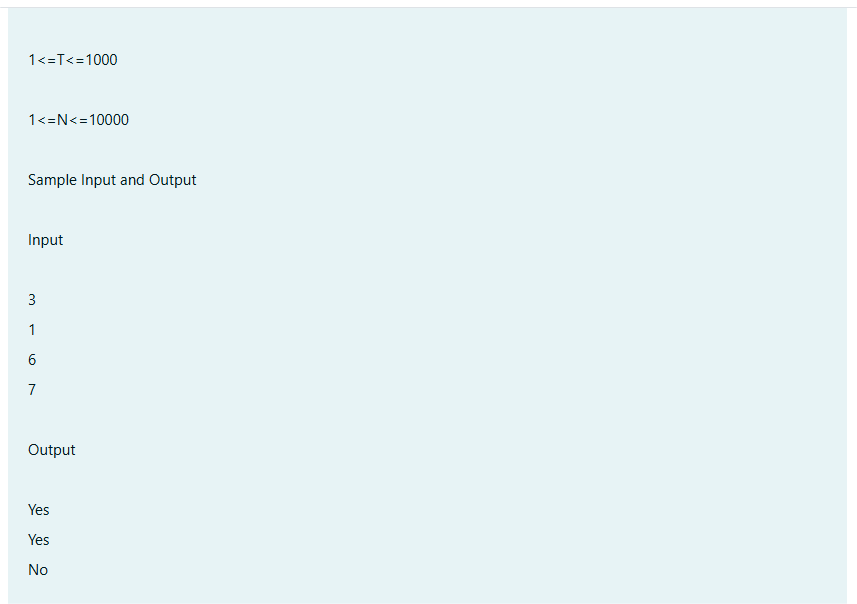 1<=T<=1000
1<=N<=10000
Sample Input and Output
Input
3
1
6
7
Output
Yes
Yes
No